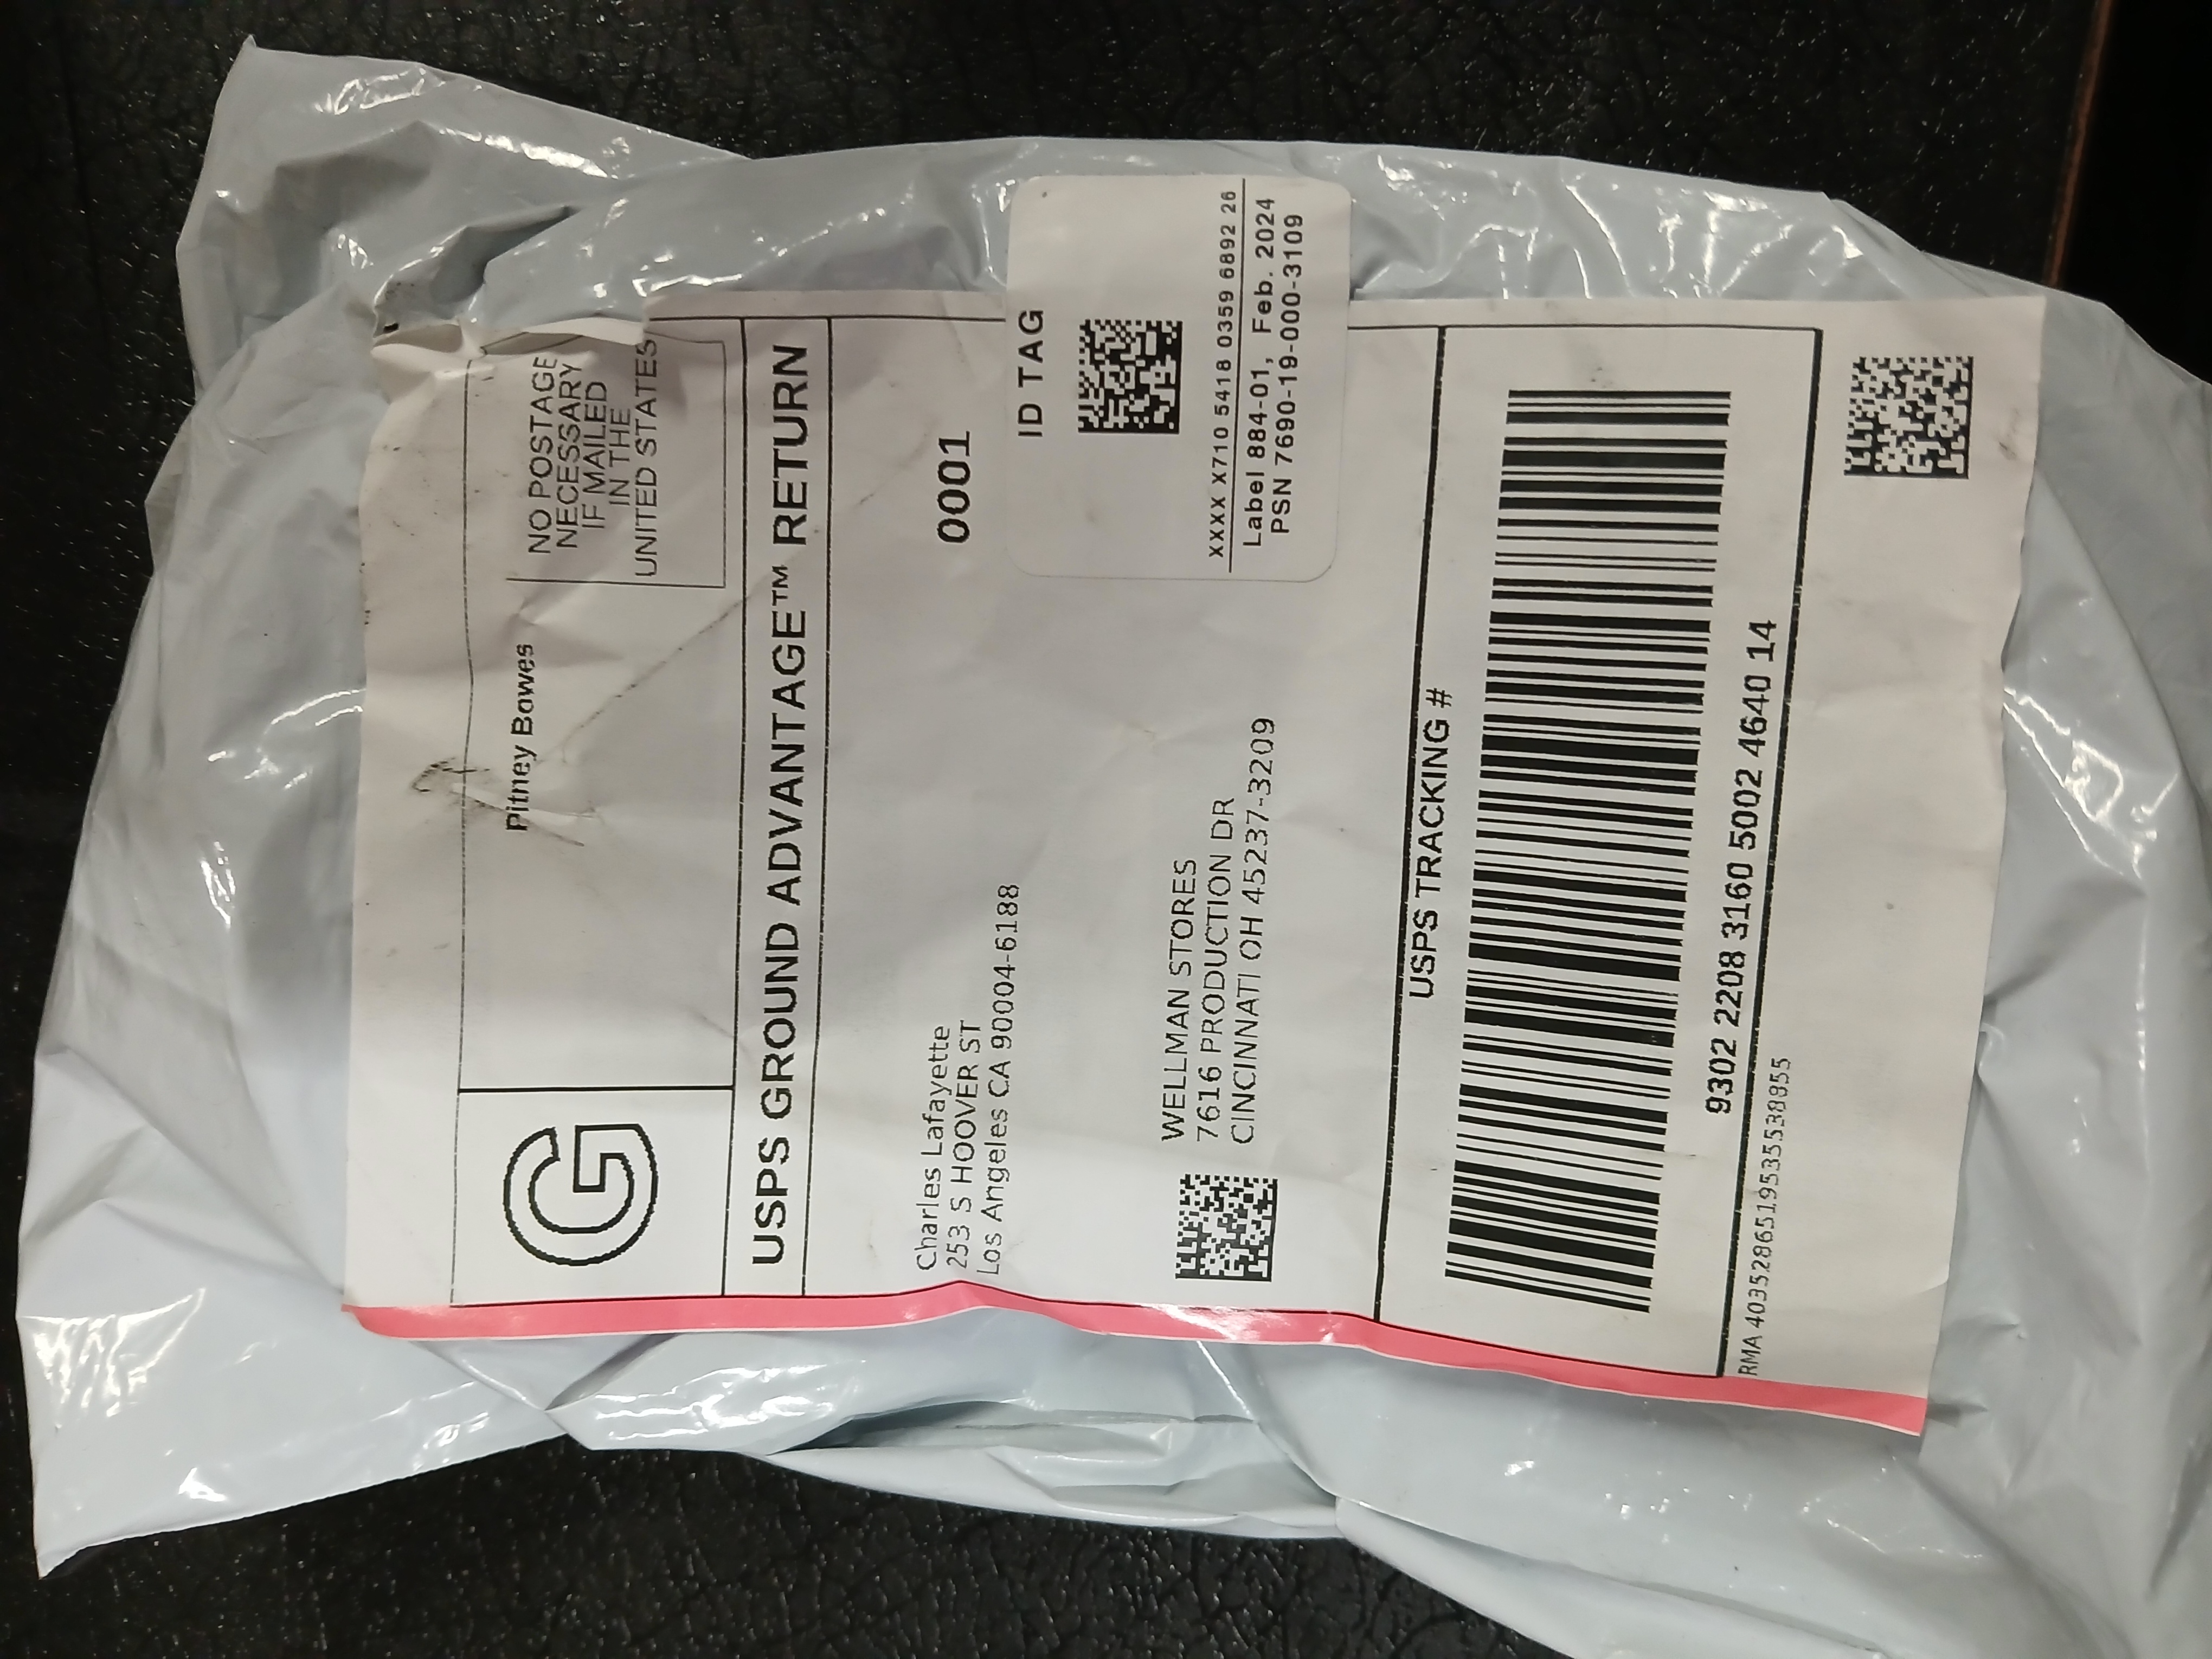 G
Pitney Bowes
NO POSTAGE
NECESSARY
IF MAILED
IN THE
UNITED STATES
USPS GROUND ADVANTAGE™ RETURN
Charles Lafayette
253 S HOOVER ST
Los Angeles CA 90004-6188
0001
ID TAG
XXXX X710 5418 0359 6892 26
Label 884-01, Feb. 2024
PSN 7690-19-000-3109
WELLMAN STORES
7616 PRODUCTION DR
CINCINNATI OH 45237-3209
USPS TRACKING #
9302 2208 3160 5002 4640 14
RMA 4035286519535538955